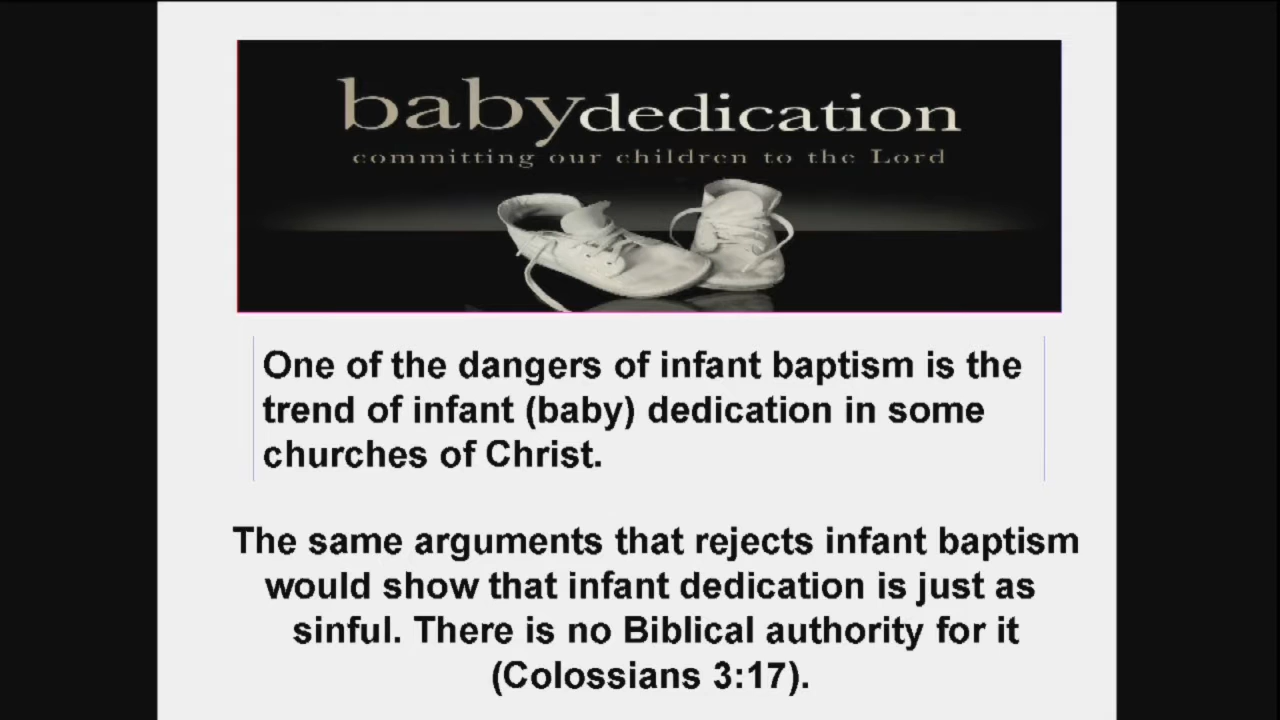 babydedication
committing our children to the Lord
One of the dangers of infant baptism is the
trend of infant (baby) dedication in some
churches of Christ.
The same arguments that rejects infant baptism
would show that infant dedication is just as
sinful. There is no Biblical authority for it
(Colossians 3:17).